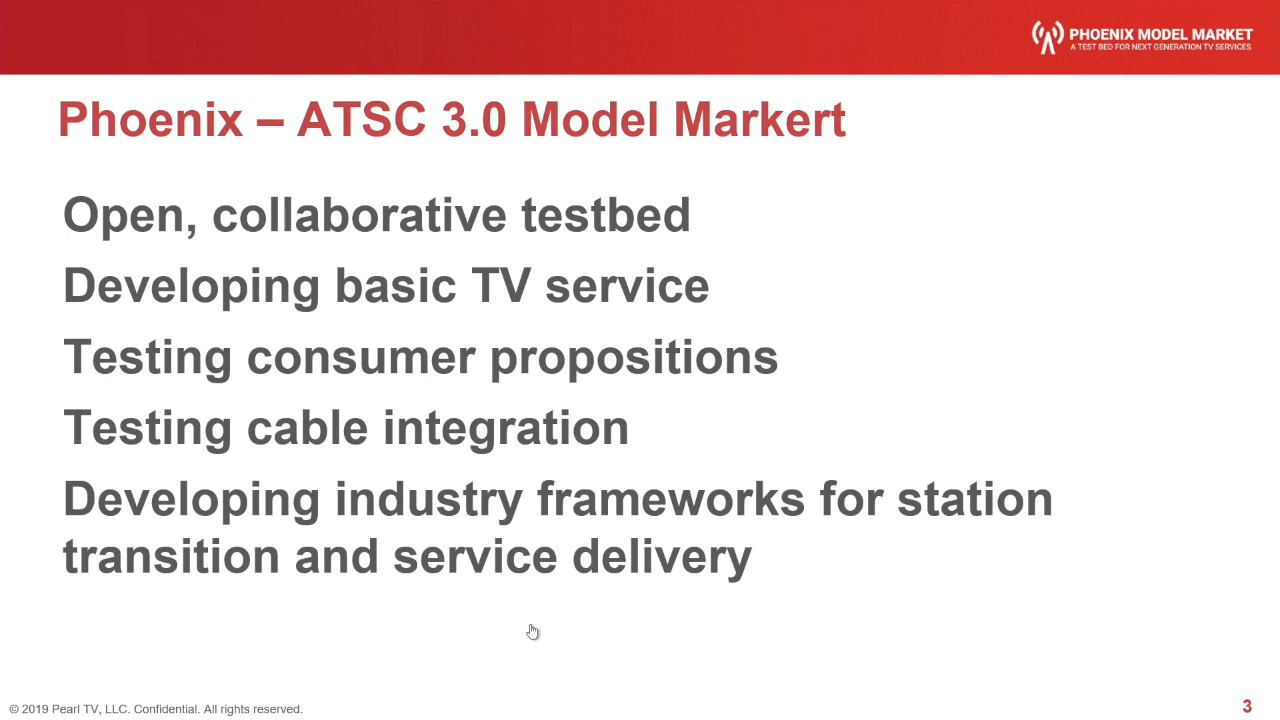 PHOENIX MODEL MARKET
A TEST BED FOR NEXT GENERATION TV SERVICES
Phoenix – ATSC 3.0 Model Markert
Open, collaborative testbed
Developing basic TV service
Testing consumer propositions
Testing cable integration
Developing industry frameworks for station
transition and service delivery
© 2019 Pearl TV, LLC. Confidential. All rights reserved.
3